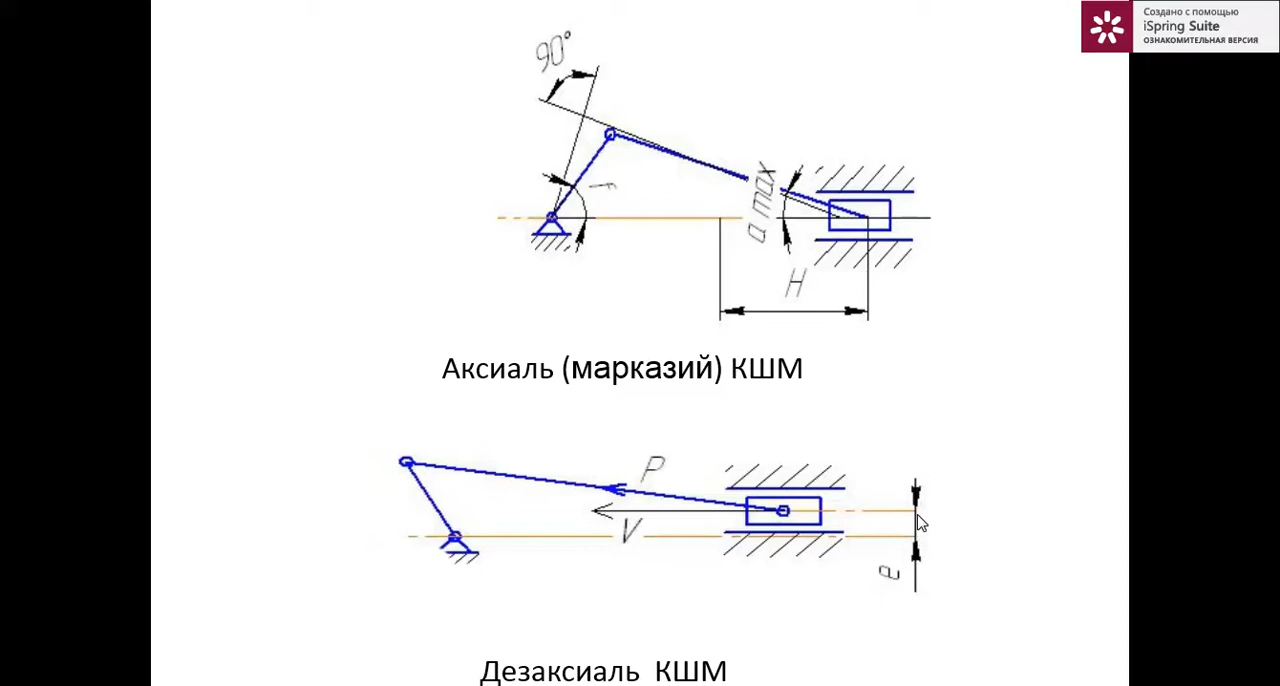 Создано с помощью
iSpring Suite
ОЗНАКОМИТЕЛЬНАЯ ВЕРСИЯ
90°
a max
H
Аксиаль (марказий) КШМ
P
V
e
Дезаксиаль КШМ